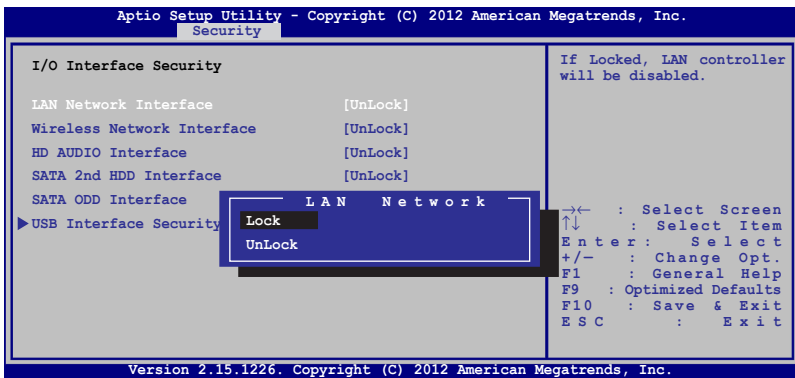 Aptio Setup Utility - Copyright (C) 2012 American Megatrends, Inc.
Security
I/O Interface Security
LAN Network Interface [UnLock]
Wireless Network Interface [UnLock]
HD AUDIO Interface [UnLock]
SATA 2nd HDD Interface [UnLock]
SATA ODD Interface
USB Interface Security
LAN Network
Lock
UnLock
If Locked, LAN controller
will be disabled.
→← : Select Screen
↑↓ : Select Item
Enter: Select
+/— : Change Opt.
F1 : General Help
F9 : Optimized Defaults
F10 : Save & Exit
ESC : Exit
Version 2.15.1226. Copyright (C) 2012 American Megatrends, Inc.